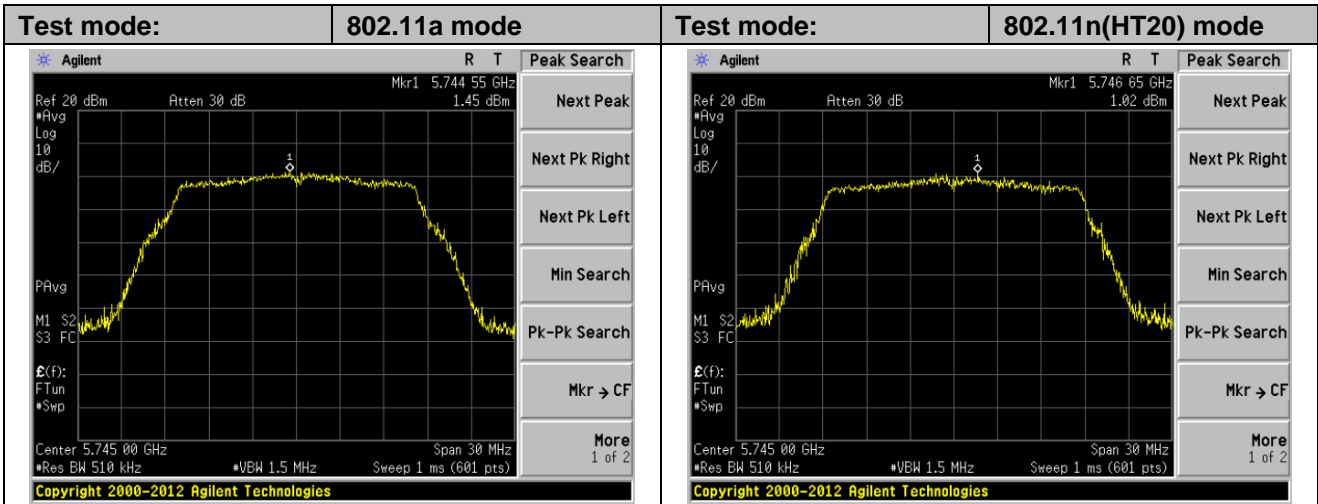 Test mode: 802.11a mode Test mode: 802.11n(HT20) mode
Agilent R T Peak Search
Mkr1 5.744 55 GHz
Ref 20 dBm Atten 30 dB 1.45 dBm
#Avg
Log
10
dB/
1
PAvg
M1 S2
S3 FC
£(f):
FTun
#Swp
Center 5.745 00 GHz Span 30 MHz
#Res BW 510 kHz #VBW 1.5 MHz Sweep 1 ms (601 pts)
Copyright 2000-2012 Agilent Technologies
Next Peak
Next Pk Right
Next Pk Left
Min Search
Pk-Pk Search
Mkr → CF
More
1 of 2
Agilent R T Peak Search
Mkr1 5.746 65 GHz
Ref 20 dBm Atten 30 dB 1.02 dBm
#Avg
Log
10
dB/
1
PAvg
M1 S2
S3 FC
£(f):
FTun
#Swp
Center 5.745 00 GHz Span 30 MHz
#Res BW 510 kHz #VBW 1.5 MHz Sweep 1 ms (601 pts)
Copyright 2000-2012 Agilent Technologies
Next Peak
Next Pk Right
Next Pk Left
Min Search
Pk-Pk Search
Mkr → CF
More
1 of 2